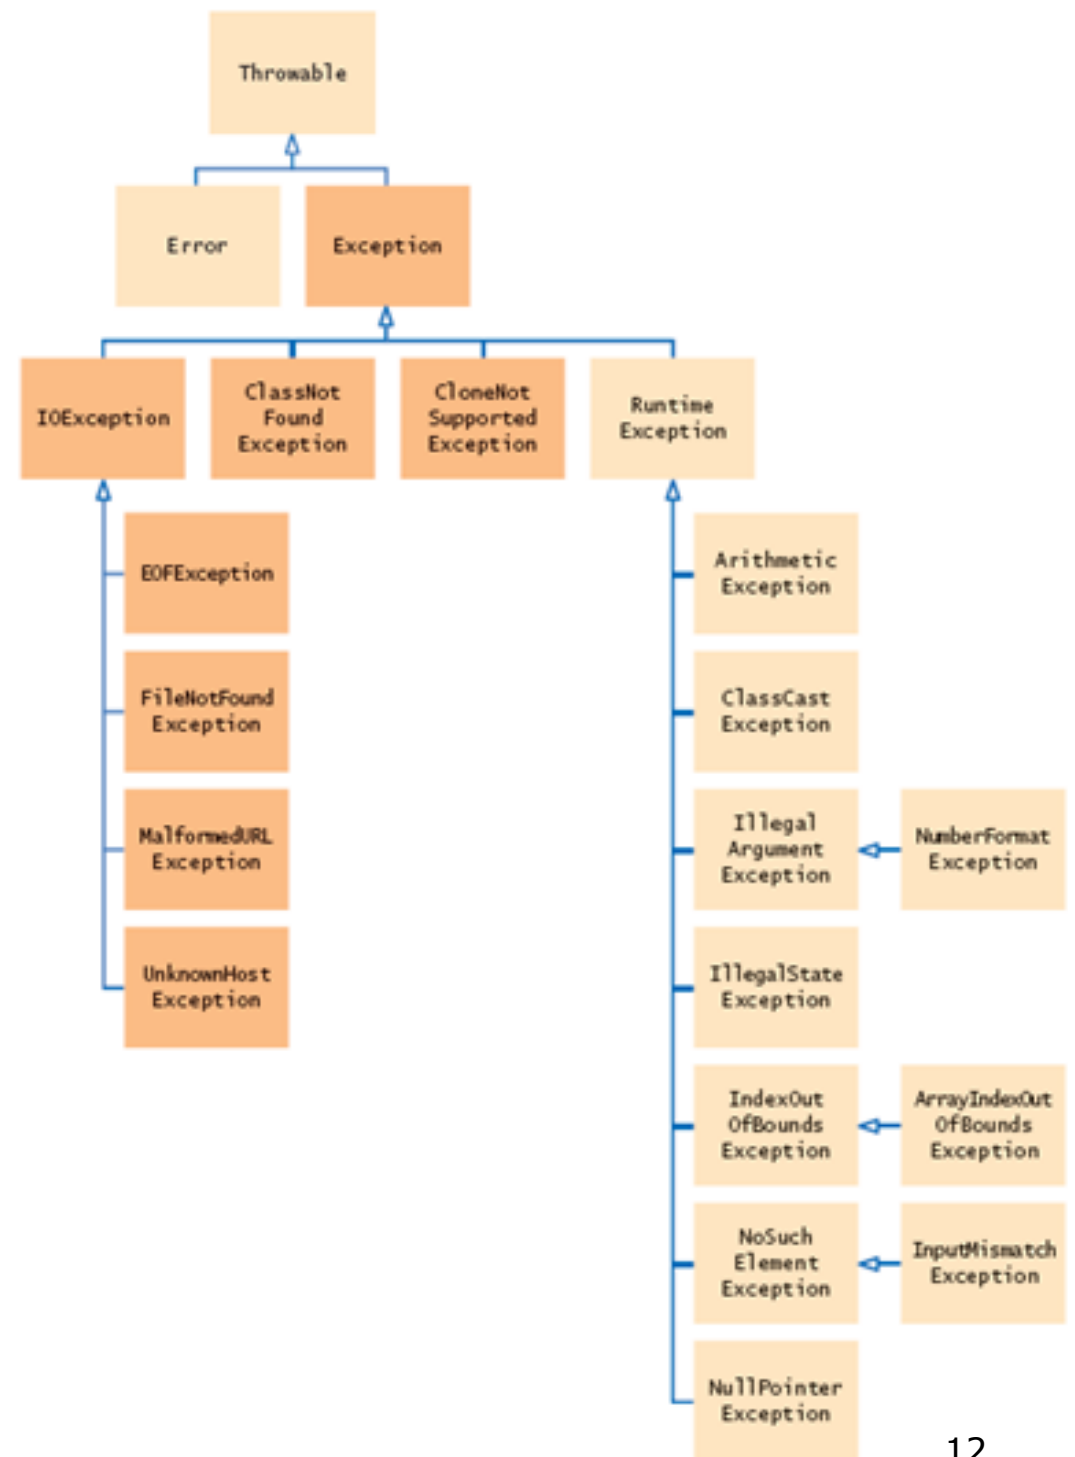 Throwable
Error
Exception
IOException
ClassNot
Found
Exception
CloneNot
Supported
Exception
Runtime
Exception
EOFException
FileNotFound
Exception
MalformedURL
Exception
UnknownHost
Exception
Arithmetic
Exception
ClassCast
Exception
Illegal
Argument
Exception
NumberFormat
Exception
IllegalState
Exception
IndexOut
OfBounds
Exception
ArrayIndexOut
OfBounds
Exception
NoSuch
Element
Exception
InputMismatch
Exception
NullPointer
Exception
12